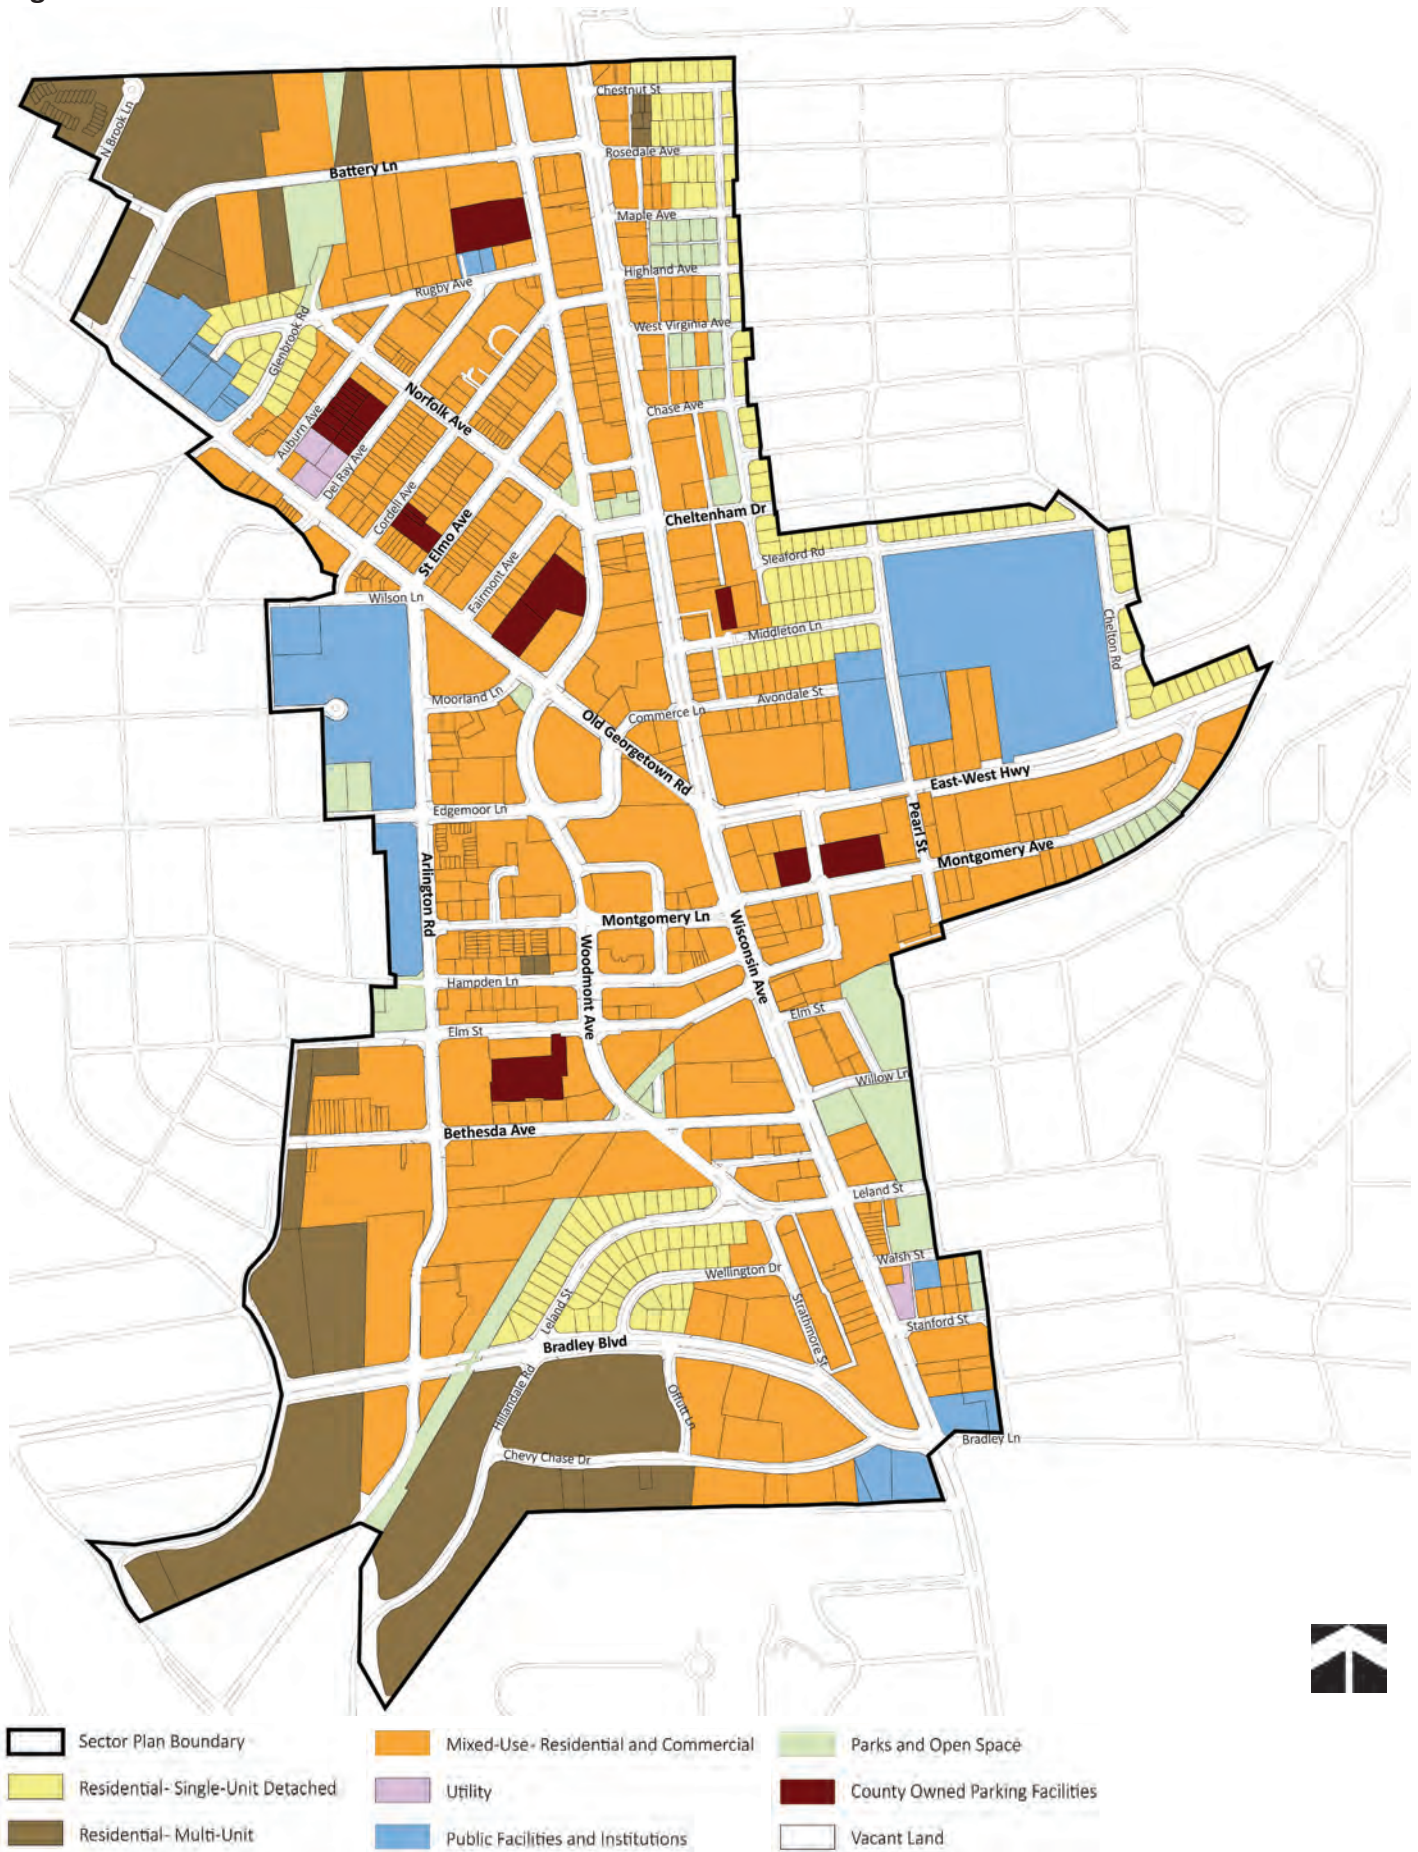 Chestnut St
N Brook Ln
Rosedale Ave
Battery Ln
Maple Ave
Highland Ave
Rugby Ave
West Virginia Ave
Glenbrook Rd
Norfolk Ave
Chase Ave
Auburn Ave
Del Ray Ave
Cordell Ave
St Elmo Ave
Cheltenham Dr
Sleaford Rd
Fairmont Ave
Wilson Ln
Middleton Ln
Chelton Rd
Moorland Ln
Avondale St
Commerce Ln
Old Georgetown Rd
East-West Hwy
Edgemoor Ln
Pearl St
Montgomery Ave
Arlington Rd
Montgomery Ln
Wisconsin Ave
Woodmont Ave
Hampden Ln
Elm St
Elm St
Willow Ln
Bethesda Ave
Leland St
Walsh St
Wellington Dr
Leland St
Strathmore St
Stanford St
Bradley Blvd
Hillandale Rd
Offutt Ln
Bradley Ln
Chevy Chase Dr
Sector Plan Boundary
Mixed-Use- Residential and Commercial
Parks and Open Space
Residential- Single-Unit Detached
Utility
County Owned Parking Facilities
Residential- Multi-Unit
Public Facilities and Institutions
Vacant Land